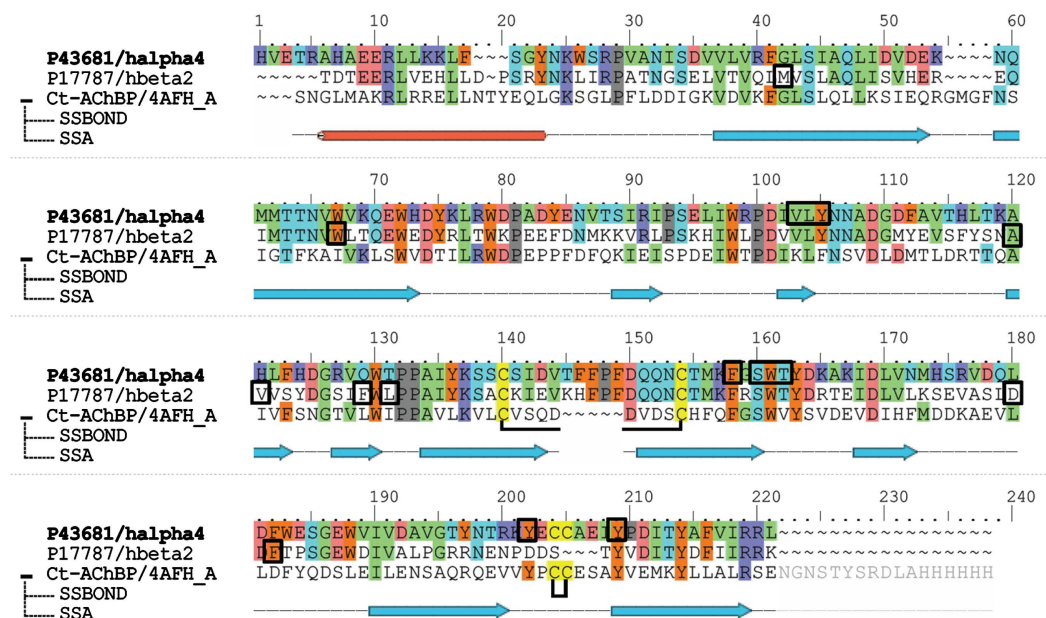 1 10 20 30 40 50 60
P43681/halpha4 HVETRAHAEERLLKKLF···SGYNKWSRPVANISDVVLVRFGLSIAQLIDVDEK····NQ
P17787/hbeta2 ~~~~~TDTEERLVEHLLD~PSRYNKLIRPATNGSELVTVQLMVSLAQLISVHER~~~~EQ
Ct-AChBP/4AFH_A ~~~SNGLMAKRLRRELLNTYEQLGKSGLPFLDDIGKVDVKFGLSLQLLKSIEQRGMGFNS
SSBOND
SSA
70 80 90 100 110 120
P43681/halpha4 MMTTNVWVKQEWHDYKLRWDPADYENVTSIRIPSELIWRPDIVLYNNADGDFAVTHLTKA
P17787/hbeta2 IMTTNVWLTQEWEDYRLTWKPEEFDNMKKVRLPSKHIWLPDVVLYNNADGMYEVSFYSNA
Ct-AChBP/4AFH_A IGTFKAIVKLSWVDTILRWDPEPPFDFQKIEISPDEIWTPDIKLFNSVDLDMTLDRTTQA
SSBOND
SSA
130 140 150 160 170 180
P43681/halpha4 HLFHDGRVQWTPPAIYKSSCSIDVTFFPFDQQNCTMKFGSWTYDKAKIDLVNMHSRVDQL
P17787/hbeta2 VVSYDGSIFWLPPAIYKSACKIEVKHFPFDQQNCTMKFRSWTYDRTEIDLVLKSEVASID
Ct-AChBP/4AFH_A IVFSNGTVLWIPPAVLKVLCVSQD~~~~~DVDSCHFQFGSWVYSVDEVDIHFMDDKAEVL
SSBOND
SSA
190 200 210 220 230 240
P43681/halpha4 DFWESGEWVIVDAVGTYNTRKYECCAEIYPDITYAFVIRRL~~~~~~~~~~~~~~~~~
P17787/hbeta2 DFTPSGEWDIVALPGRRNENPDDS~~~TYVDITYDFIIRRK~~~~~~~~~~~~~~~~~
Ct-AChBP/4AFH_A LDFYQDSLEILENSAQRQEVVYPCCESAYVEMKYLLALRSENGNSTYSRDLAHHHHHH
SSBOND
SSA